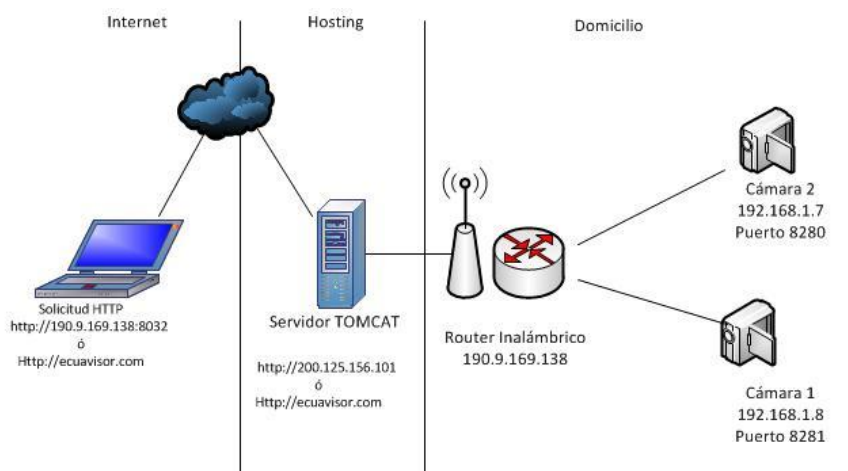 Internet
Hosting
Domicilio
Solicitud HTTP
http://190.9.169.138:8032
ó
Http://ecuavisor.com
Servidor TOMCAT
http://200.125.156.101
ó
Http://ecuavisor.com
Router Inalámbrico
190.9.169.138
Cámara 2
192.168.1.7
Puerto 8280
Cámara 1
192.168.1.8
Puerto 8281